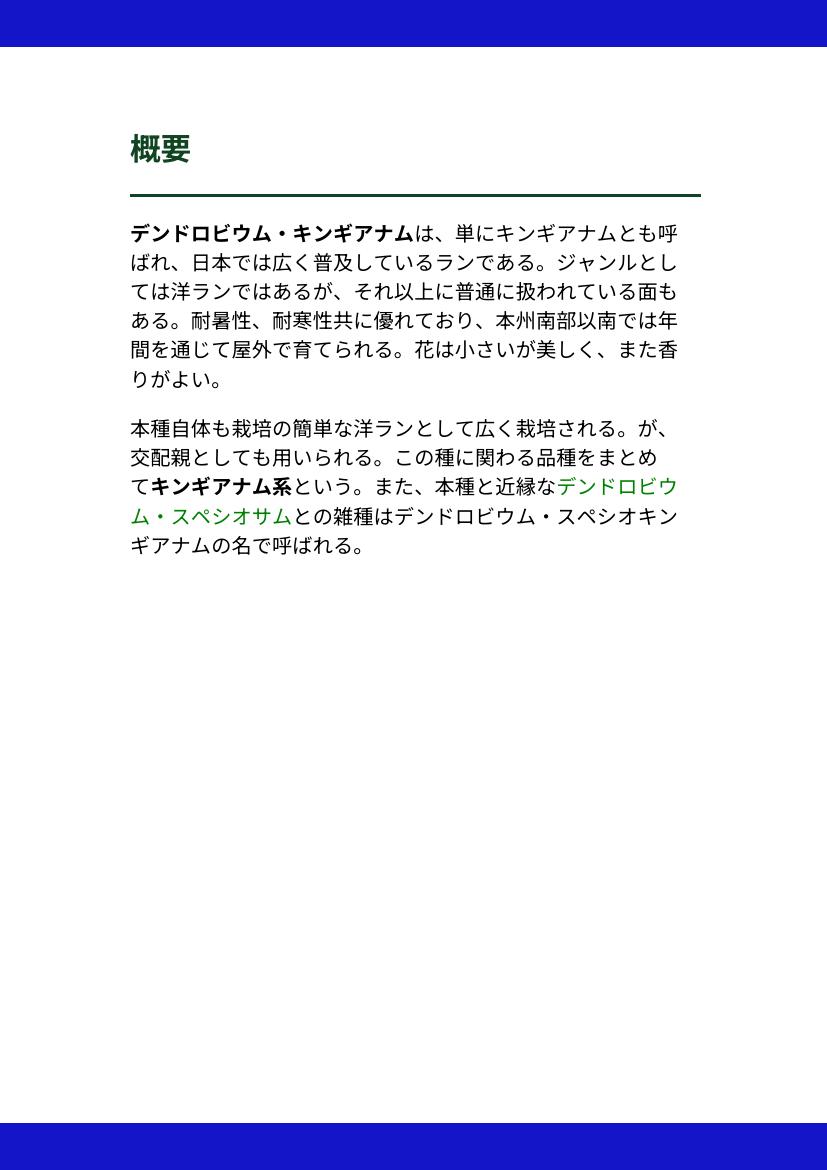 概要
デンドロビウム・キンギアナムは、単にキンギアナムとも呼
ばれ、日本では広く普及しているランである。ジャンルとし
ては洋ランではあるが、それ以上に普通に扱われている面も
ある。耐暑性、耐寒性共に優れており、本州南部以南では年
間を通じて屋外で育てられる。花は小さいが美しく、また香
りがよい。
本種自体も栽培の簡単な洋ランとして広く栽培される。が、
交配親としても用いられる。この種に関わる品種をまとめ
てキンギアナム系という。また、本種と近縁なデンドロビウ
ム・スペシオサムとの雑種はデンドロビウム・スペシオキン
ギアナムの名で呼ばれる。